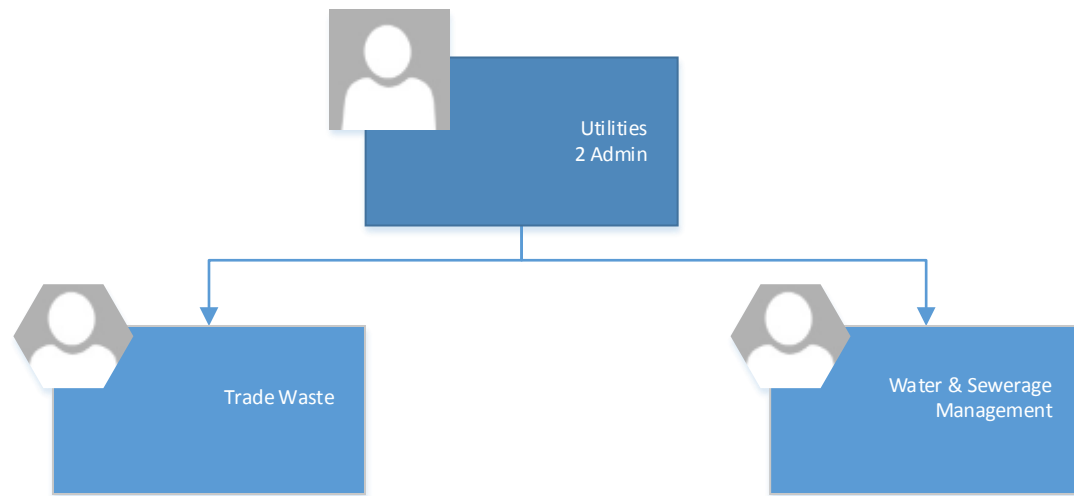 Utilities
2 Admin
Trade Waste
Water & Sewerage
Management